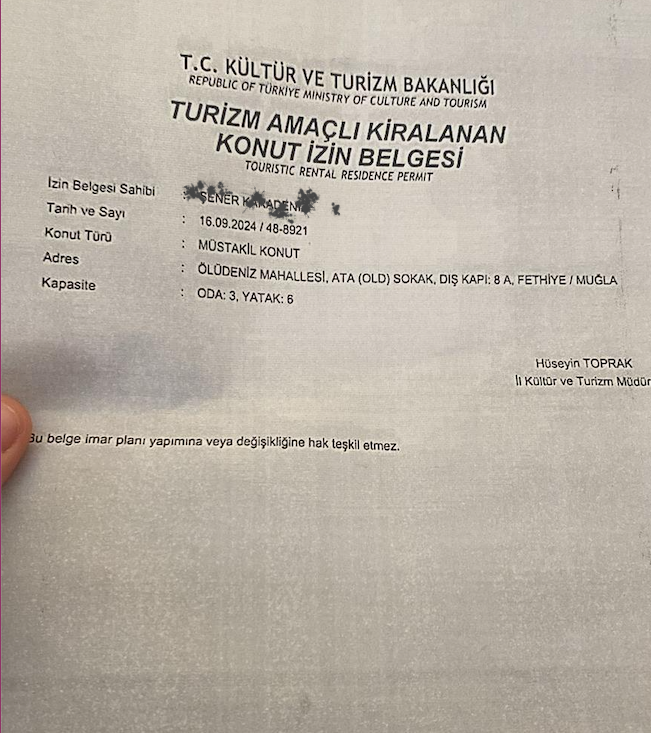 T.C. KÜLTÜR VE TURİZM BAKANLIĞI
REPUBLIC OF TÜRKİYE MINISTRY OF CULTURE AND TOURISM
TURİZM AMAÇLI KİRALANAN
KONUT İZİN BELGESİ
TOURISTIC RENTAL RESIDENCE PERMIT
İzin Belgesi Sahibi : ŞENER
Tarih ve Sayı : 16.09.2024 / 48-8921
Konut Türü : MÜSTAKİL KONUT
Adres : ÖLÜDENİZ MAHALLESİ, ATA (OLD) SOKAK, DIŞ KAPI: 8 A, FETHİYE / MUĞLA
Kapasite : ODA: 3, YATAK: 6
Hüseyin TOPRAK
İl Kültür ve Turizm Müdür
Bu belge imar planı yapımına veya değişikliğine hak teşkil etmez.